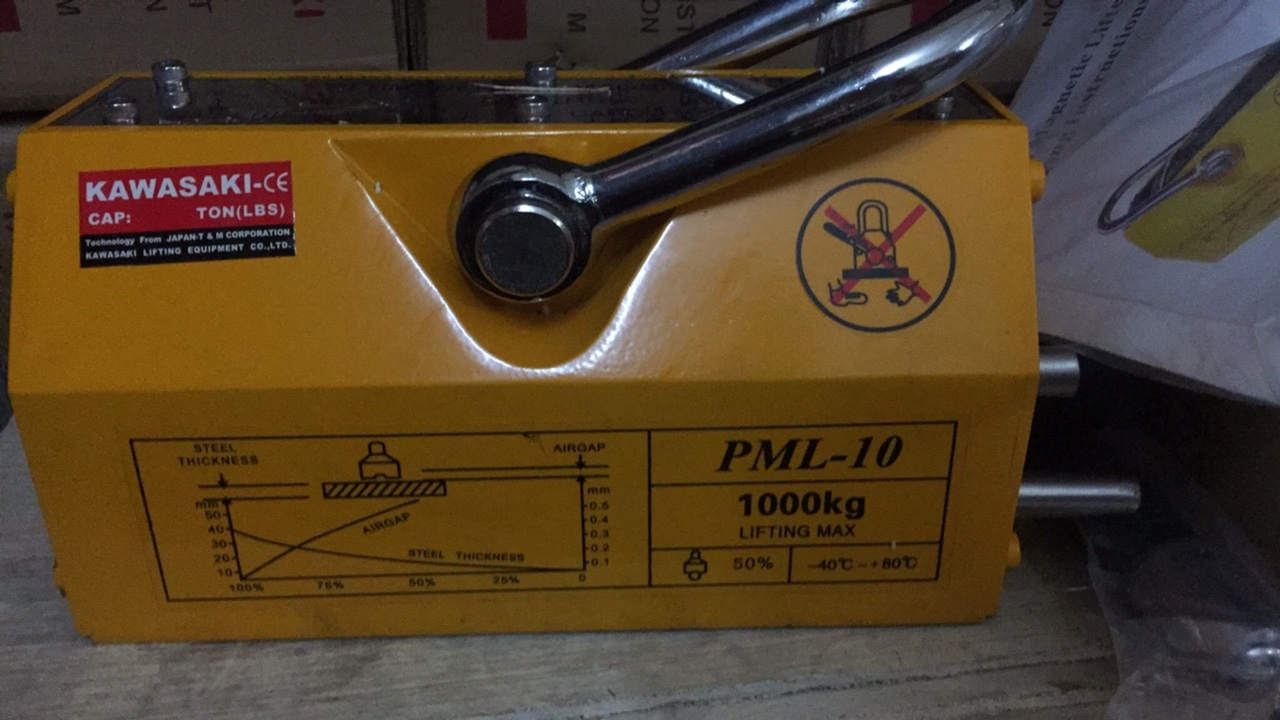 KAWASAKI-CE
CAP: TON(LBS)
Technology From JAPAN-T & M CORPORATION
KAWASAKI LIFTING EQUIPMENT CO.,LTD.
STEEL
THICKNESS
AIRGAP
mm
50
40
30
20
10
mm
0.5
0.4
0.3
0.2
0.1
AIRGAP
STEEL THICKNESS
100% 75% 50% 25% 0
PML-10
1000kg
LIFTING MAX
50% -40℃ ~ +80℃